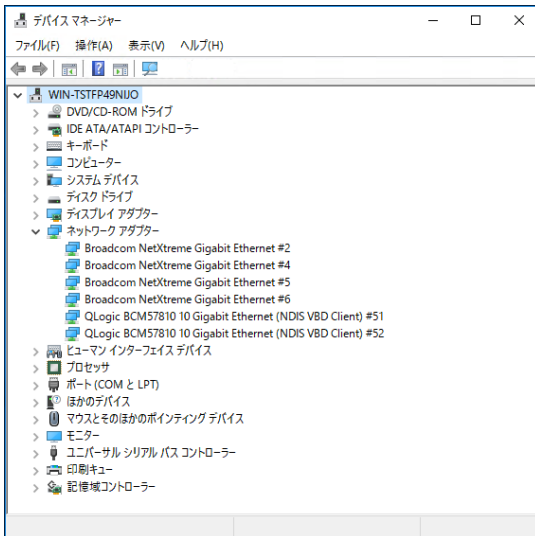 デバイス マネージャー
ファイル(F) 操作(A) 表示(V) ヘルプ(H)
WIN-TSTFP49NIJO
DVD/CD-ROM ドライブ
IDE ATA/ATAPI コントローラー
キーボード
コンピューター
システム デバイス
ディスク ドライブ
ディスプレイ アダプター
ネットワーク アダプター
Broadcom NetXtreme Gigabit Ethernet #2
Broadcom NetXtreme Gigabit Ethernet #4
Broadcom NetXtreme Gigabit Ethernet #5
Broadcom NetXtreme Gigabit Ethernet #6
QLogic BCM57810 10 Gigabit Ethernet (NDIS VBD Client) #51
QLogic BCM57810 10 Gigabit Ethernet (NDIS VBD Client) #52
ヒューマン インターフェイス デバイス
プロセッサ
ポート (COM と LPT)
ほかのデバイス
マウスとそのほかのポインティング デバイス
モニター
ユニバーサル シリアル バス コントローラー
印刷キュー
記憶域コントローラー